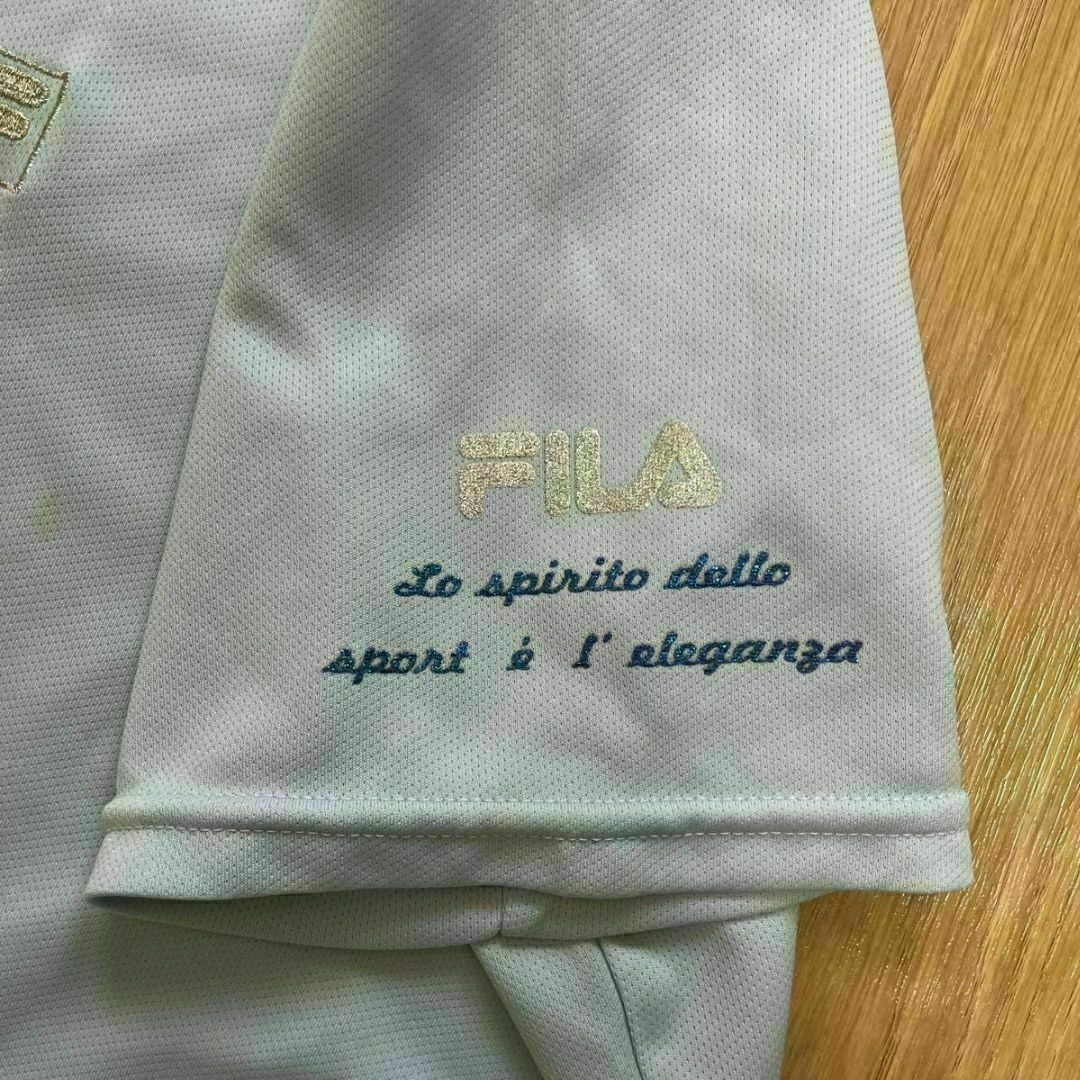 FILA
Lo spirito dello
sport è l' eleganza